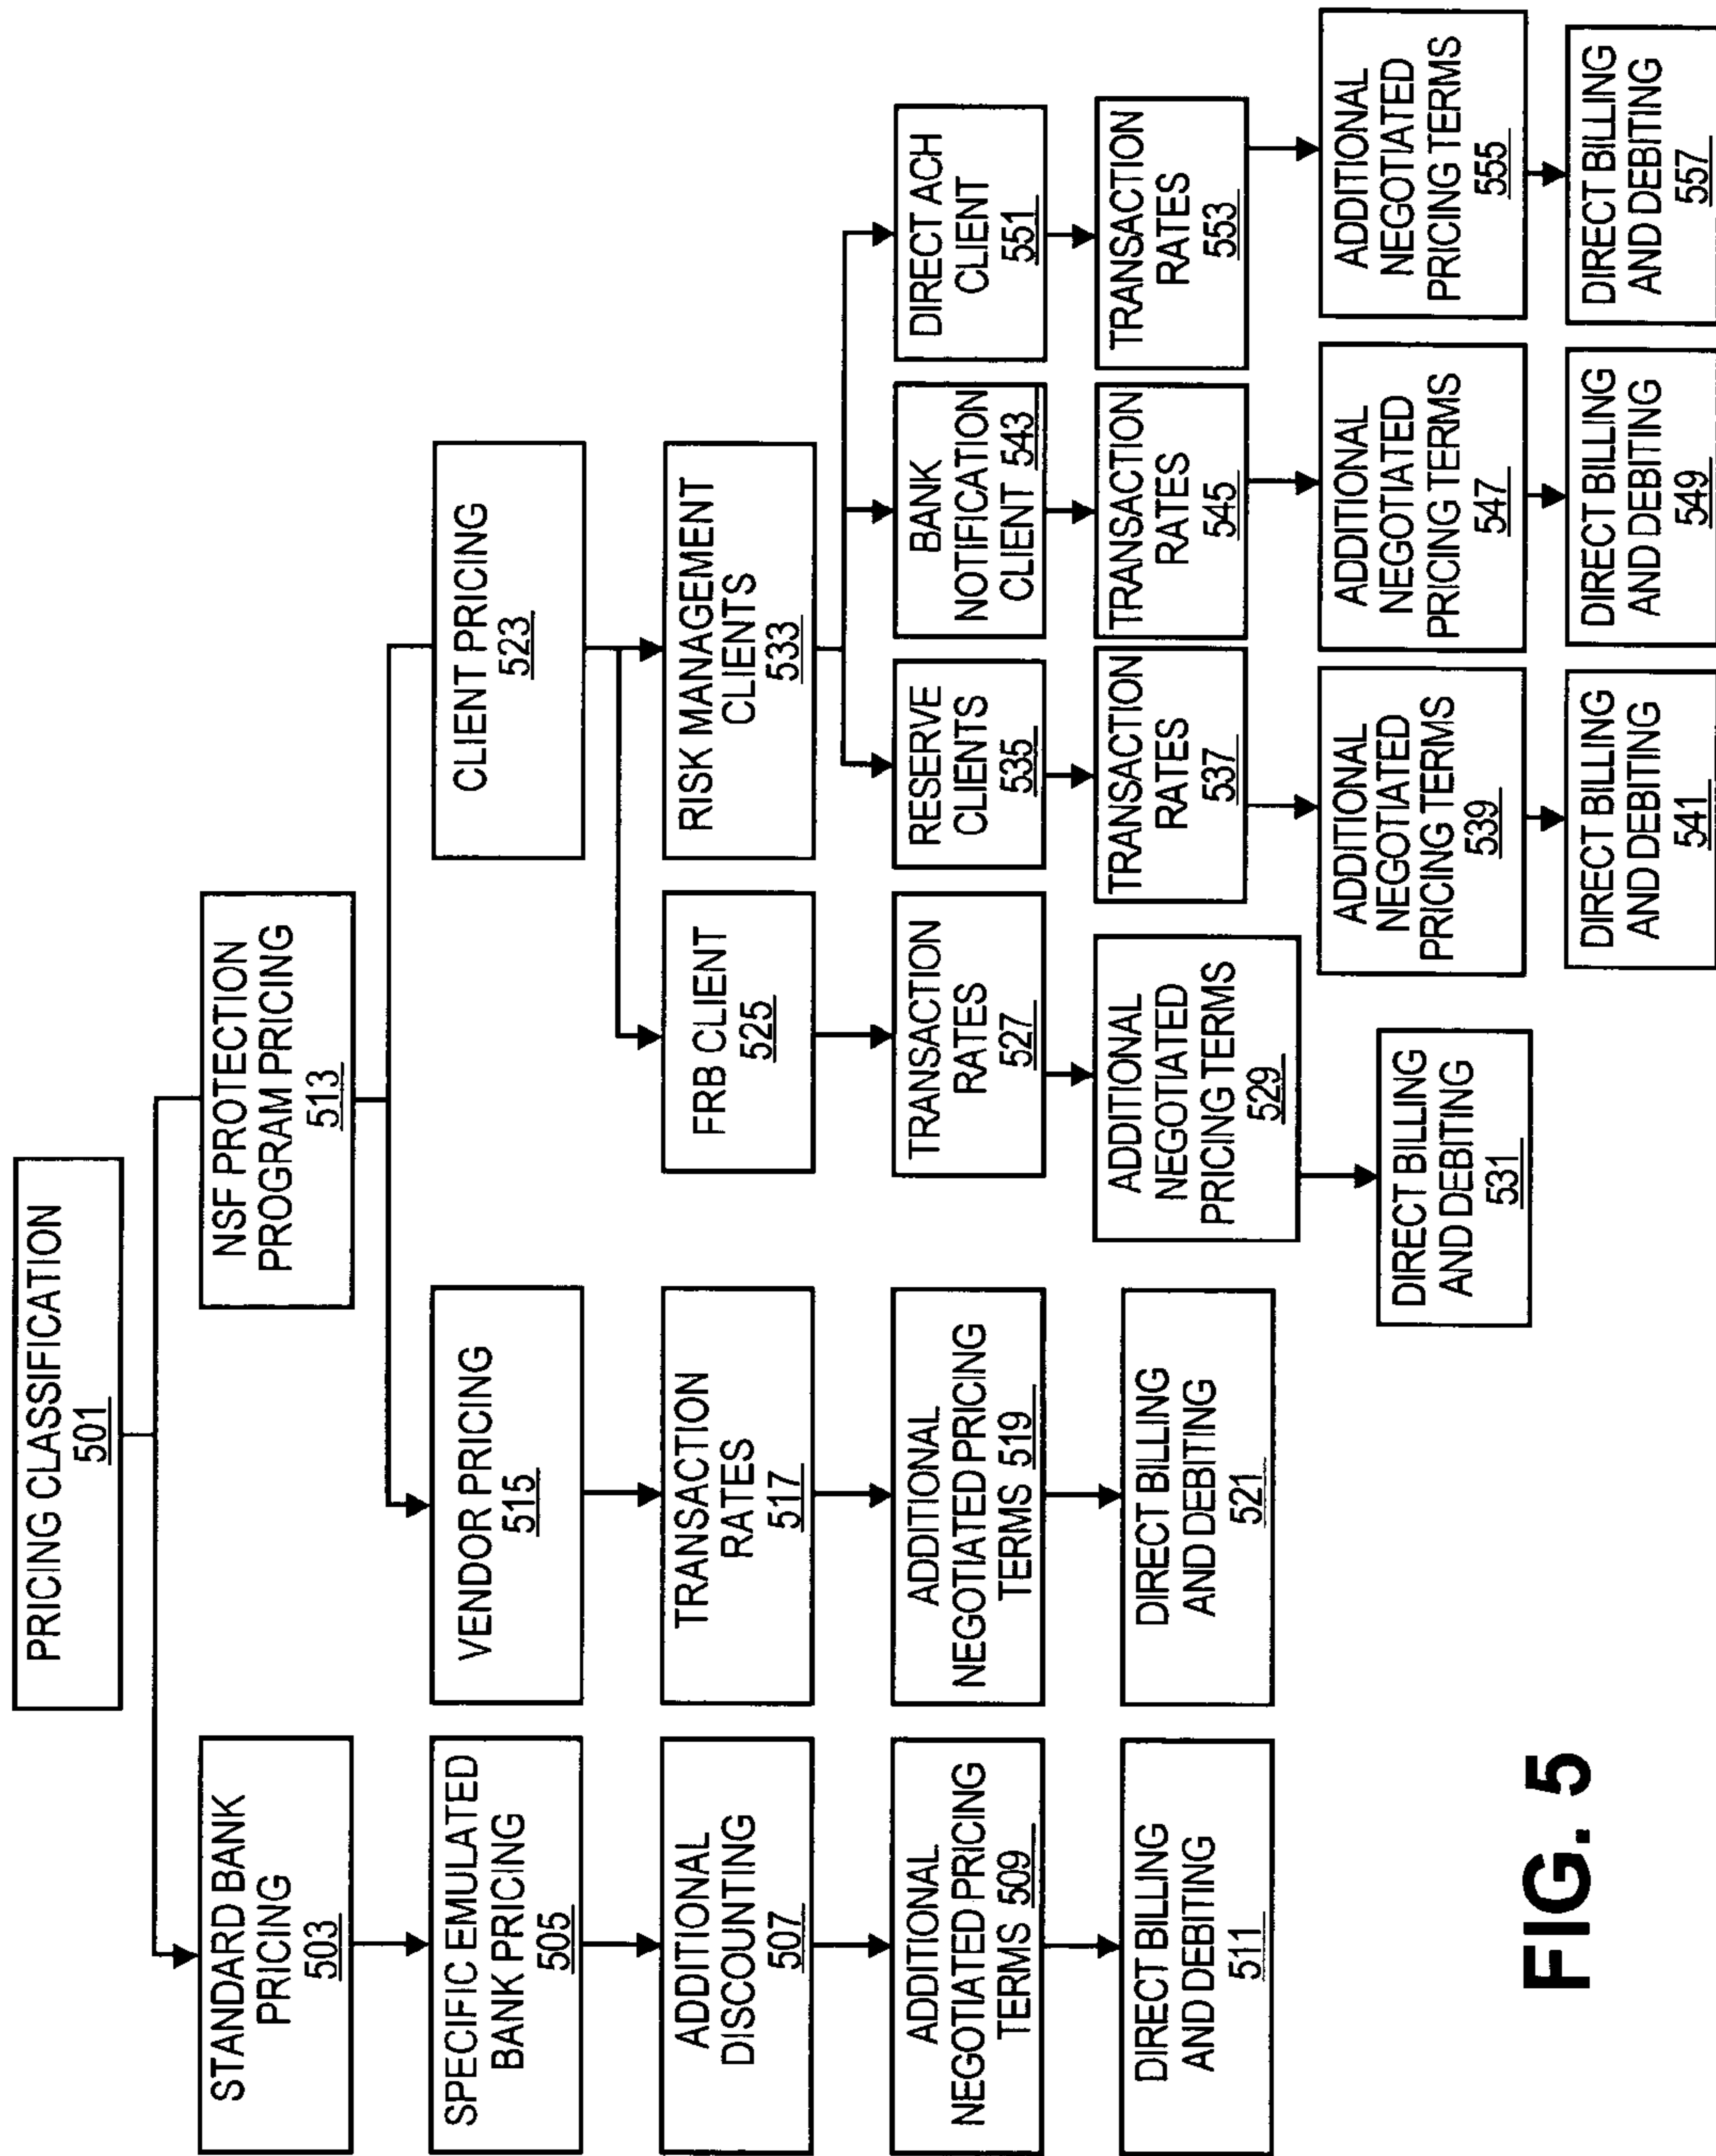 PRICING CLASSIFICATION
501
STANDARD BANK
PRICING
503
NSF PROTECTION
PROGRAM PRICING
513
SPECIFIC EMULATED
BANK PRICING
505
VENDOR PRICING
515
CLIENT PRICING
523
ADDITIONAL
DISCOUNTING
507
TRANSACTION
RATES
517
FRB CLIENT
525
RISK MANAGEMENT
CLIENTS
533
ADDITIONAL
NEGOTIATED PRICING
TERMS 509
ADDITIONAL
NEGOTIATED PRICING
TERMS 519
TRANSACTION
RATES
527
RESERVE
CLIENTS
535
BANK
NOTIFICATION
CLIENT 543
DIRECT ACH
CLIENT
551
DIRECT BILLING
AND DEBITING
511
DIRECT BILLING
AND DEBITING
521
ADDITIONAL
NEGOTIATED
PRICING TERMS
529
TRANSACTION
RATES
537
TRANSACTION
RATES
545
TRANSACTION
RATES
553
DIRECT BILLING
AND DEBITING
531
ADDITIONAL
NEGOTIATED
PRICING TERMS
539
ADDITIONAL
NEGOTIATED
PRICING TERMS
547
ADDITIONAL
NEGOTIATED
PRICING TERMS
555
DIRECT BILLING
AND DEBITING
541
DIRECT BILLING
AND DEBITING
549
DIRECT BILLING
AND DEBITING
557
FIG. 5